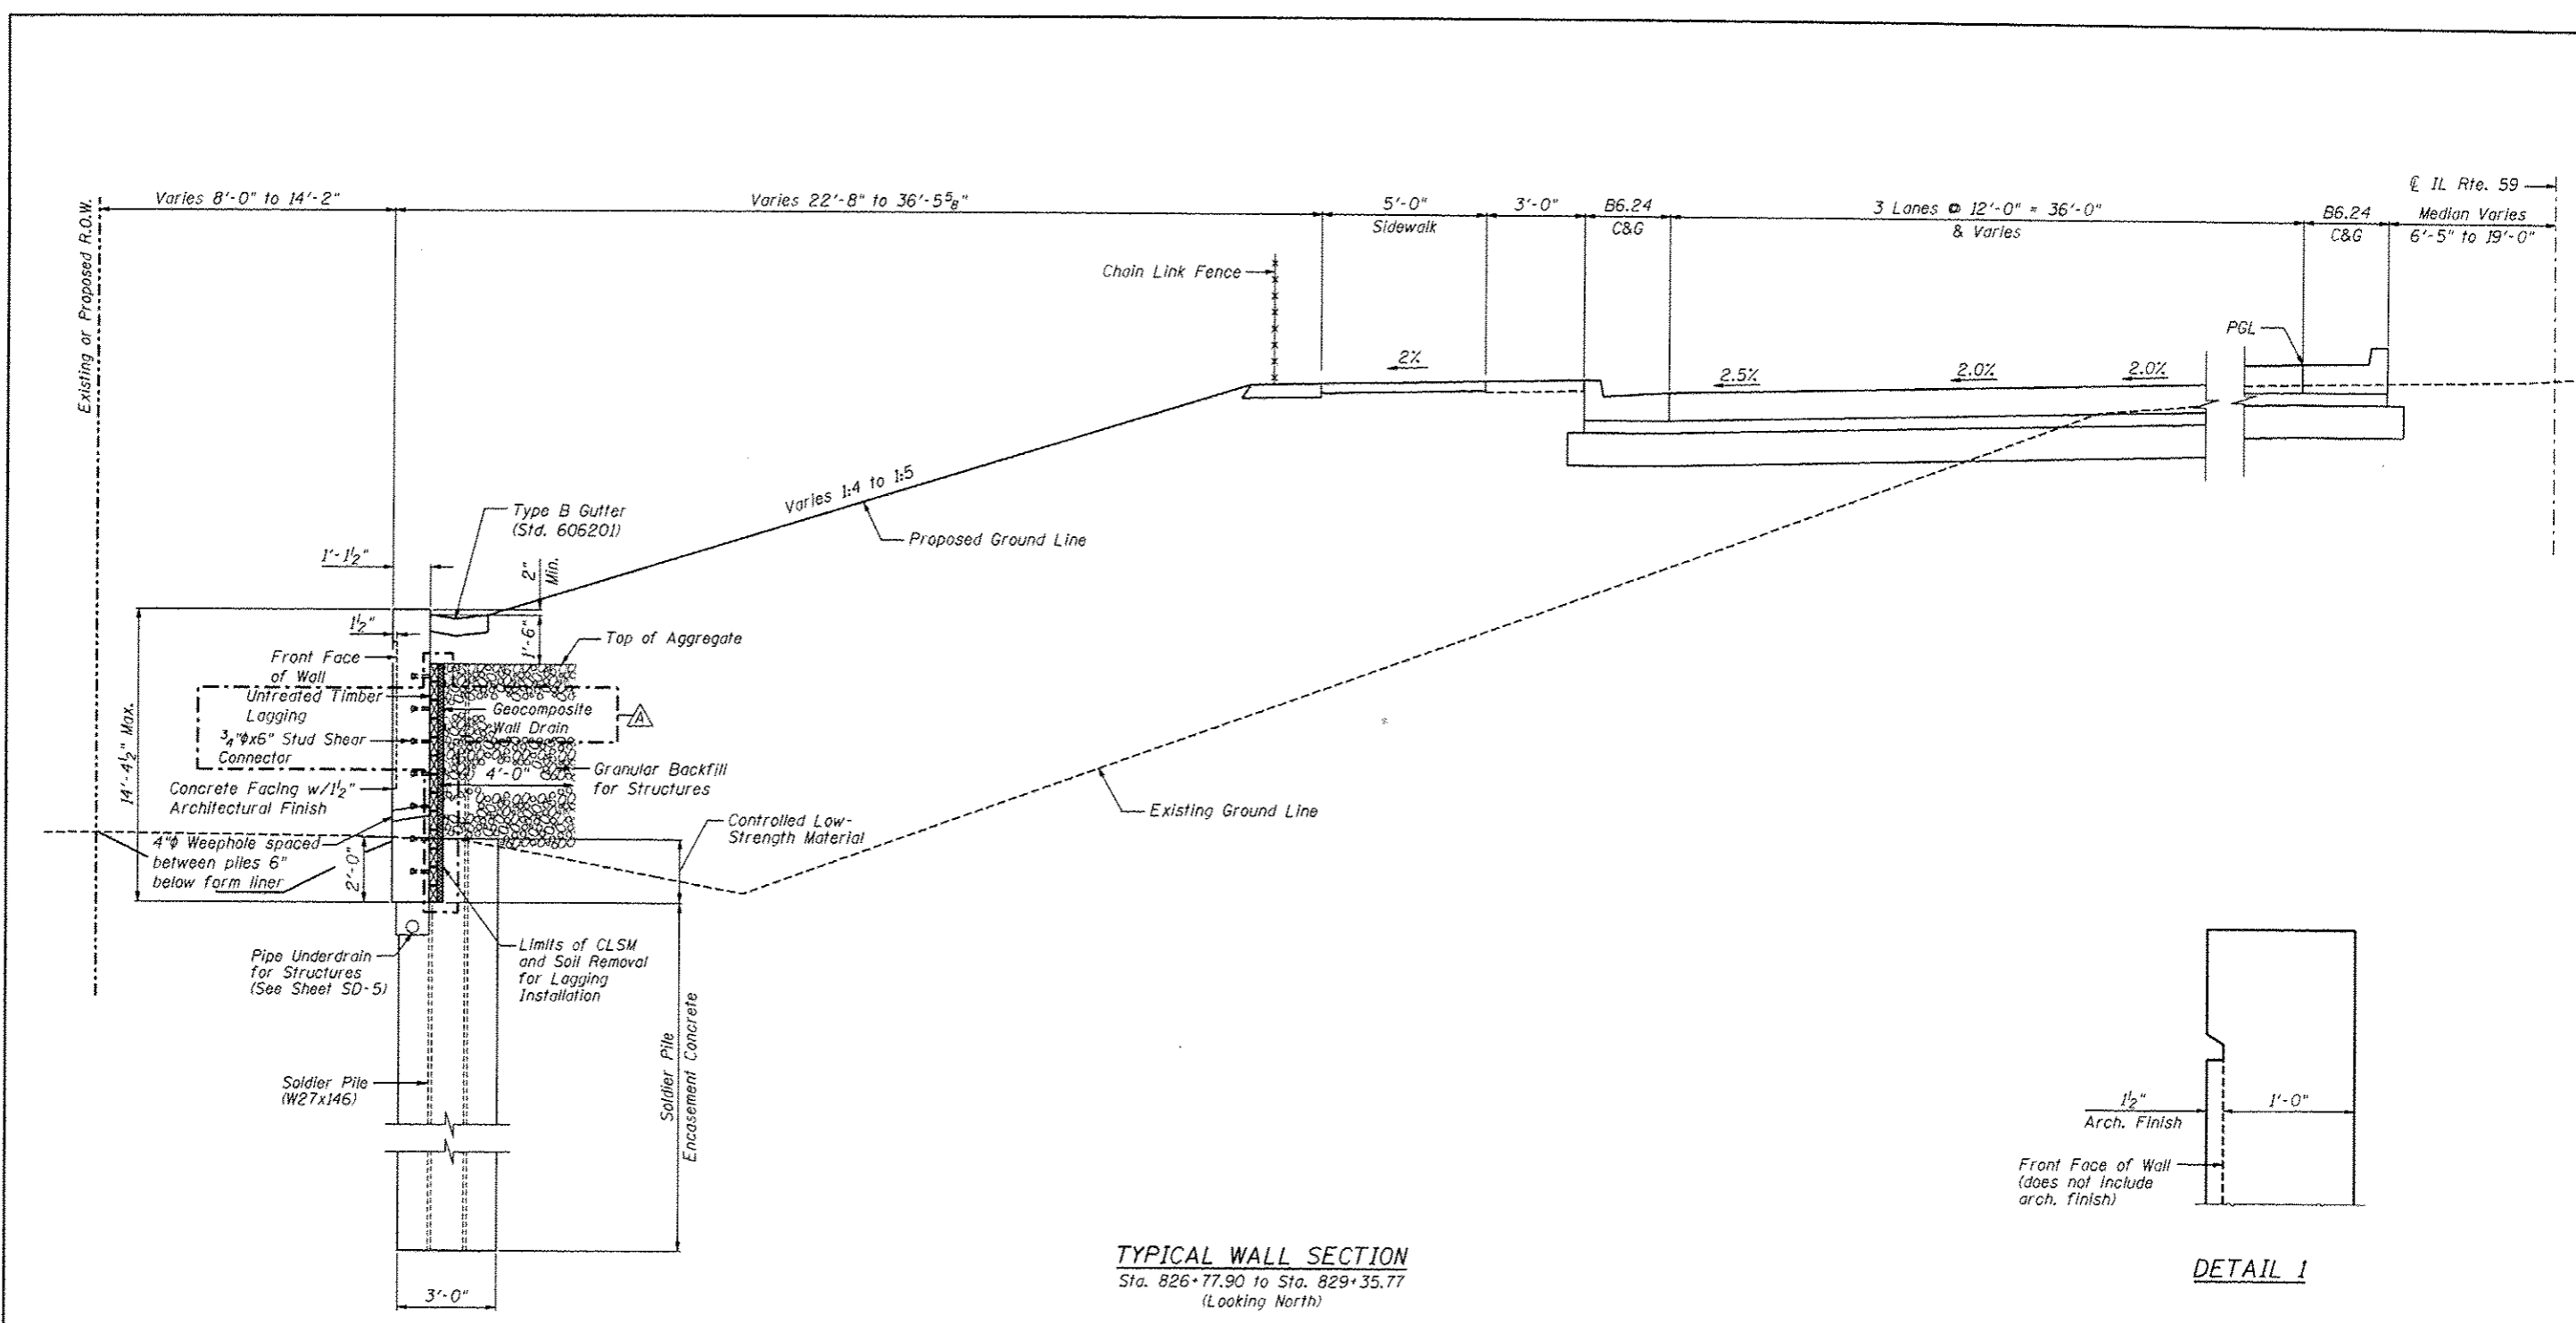 Existing or Proposed R.O.W.
Varies 8'-0" to 14'-2"
Varies 22'-8" to 36'-5⅝"
5'-0"
Sidewalk
3'-0"
B6.24
C&G
3 Lanes @ 12'-0" = 36'-0"
& Varies
B6.24
C&G
℄ IL Rte. 59
Median Varies
6'-5" to 19'-0"
Chain Link Fence
PGL
2%
2.5%
2.0%
2.0%
Varies 1:4 to 1:5
Proposed Ground Line
Type B Gutter
(Std. 606201)
1'-1½"
2"
Min.
1½"
1'-6"
Top of Aggregate
Front Face
of Wall
Untreated Timber
Lagging
Geocomposite
Wall Drain
A
¾"φx6" Stud Shear
Connector
14'-4½" Max.
4'-0"
Granular Backfill
for Structures
Concrete Facing w/1½"
Architectural Finish
Existing Ground Line
Controlled Low-
Strength Material
4"φ Weephole spaced
between piles 6"
below form liner
2'-0"
Pipe Underdrain
for Structures
(See Sheet SD-5)
Limits of CLSM
and Soil Removal
for Lagging
Installation
Soldier Pile
Encasement Concrete
Soldier Pile
(W27x146)
3'-0"
TYPICAL WALL SECTION
Sta. 826+77.90 to Sta. 829+35.77
(Looking North)
1½"
Arch. Finish
1'-0"
Front Face of Wall
(does not include
arch. finish)
DETAIL 1